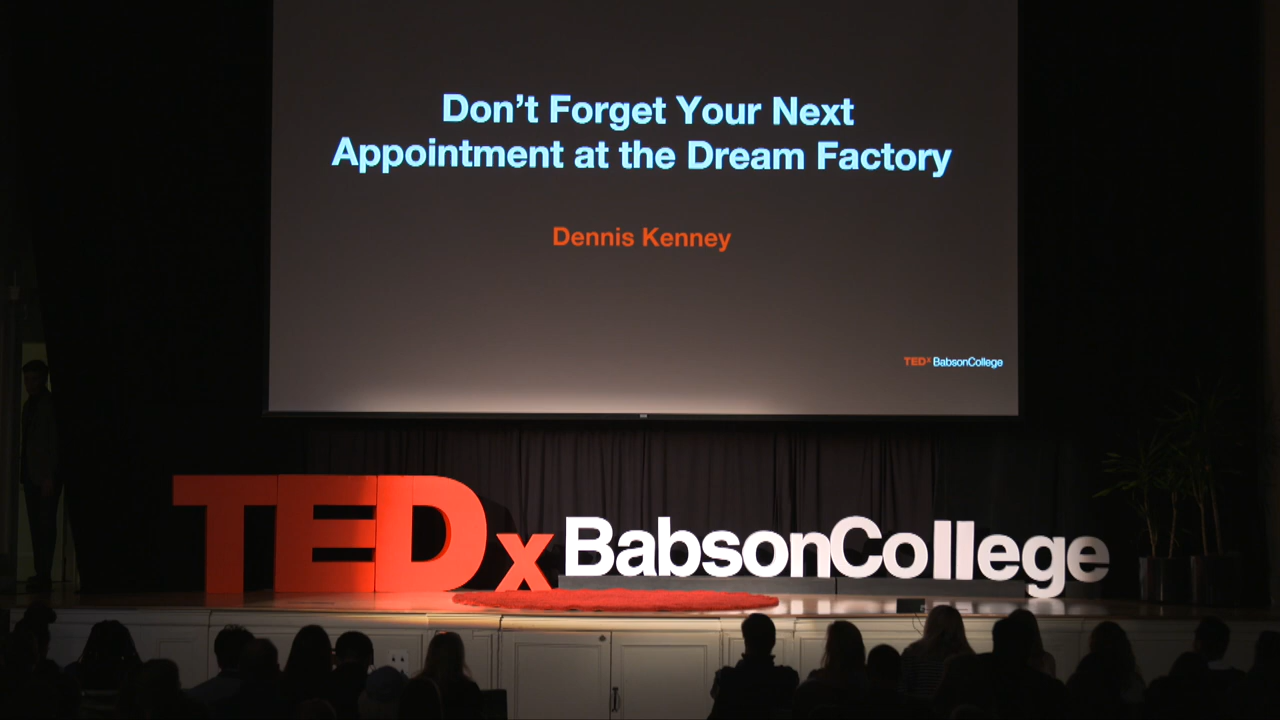 Don’t Forget Your Next
Appointment at the Dream Factory
Dennis Kenney
TEDx BabsonCollege
TEDx BabsonCollege